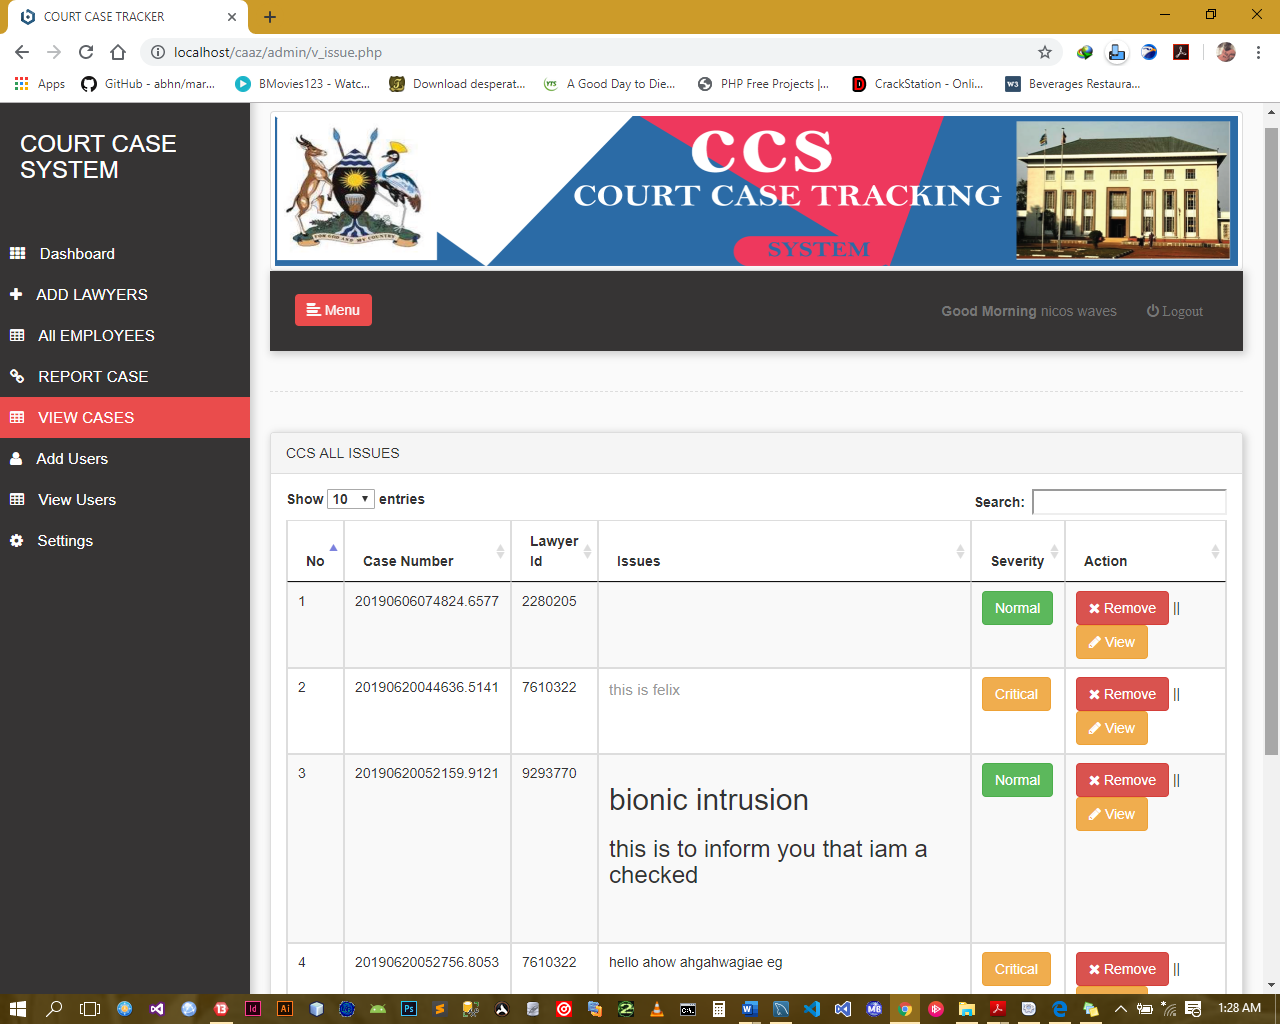 COURT CASE TRACKER
localhost/caaz/admin/v_issue.php
Apps
GitHub - abhn/mar...
BMovies123 - Watc...
Download desperat...
A Good Day to Die...
PHP Free Projects |...
CrackStation - Onli...
Beverages Restaura...
COURT CASE
SYSTEM
Dashboard
ADD LAWYERS
All EMPLOYEES
REPORT CASE
VIEW CASES
Add Users
View Users
Settings
FOR GOD AND MY COUNTRY
CCS
COURT CASE TRACKING
SYSTEM
Menu
Good Morning nicos waves
Logout
CCS ALL ISSUES
Show 10 entries
Search:
No Case Number Lawyer Id Issues Severity Action
1 20190606074824.6577 2280205 Normal Remove ||
View
2 20190620044636.5141 7610322 this is felix Critical Remove ||
View
3 20190620052159.9121 9293770 bionic intrusion Normal Remove ||
View
this is to inform you that iam a
checked
4 20190620052756.8053 7610322 hello ahow ahgahwagiae eg Critical Remove ||
1:28 AM